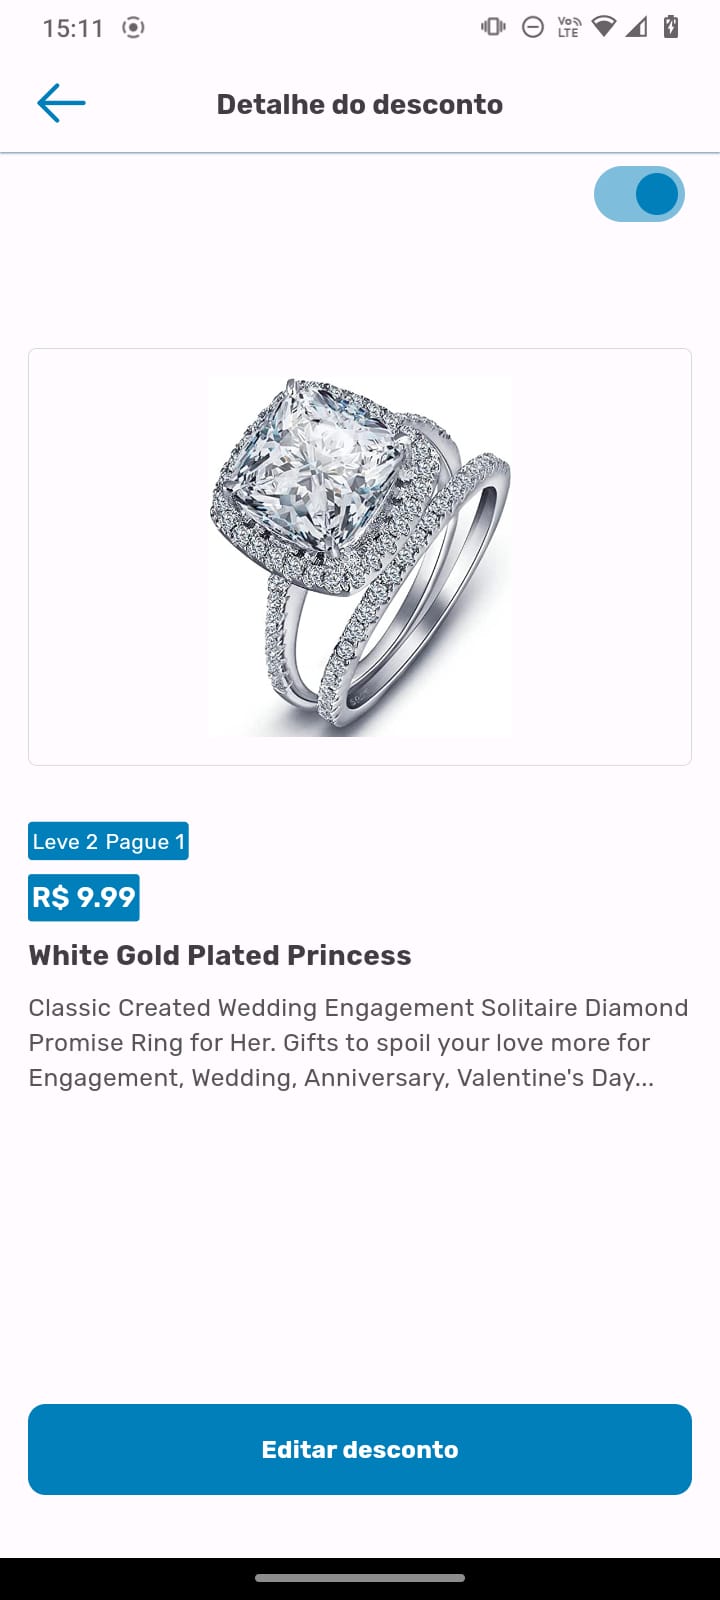 15:11
Vo
LTE
Detalhe do desconto
Leve 2 Pague 1
R$ 9.99
White Gold Plated Princess
Classic Created Wedding Engagement Solitaire Diamond
Promise Ring for Her. Gifts to spoil your love more for
Engagement, Wedding, Anniversary, Valentine's Day...
Editar desconto